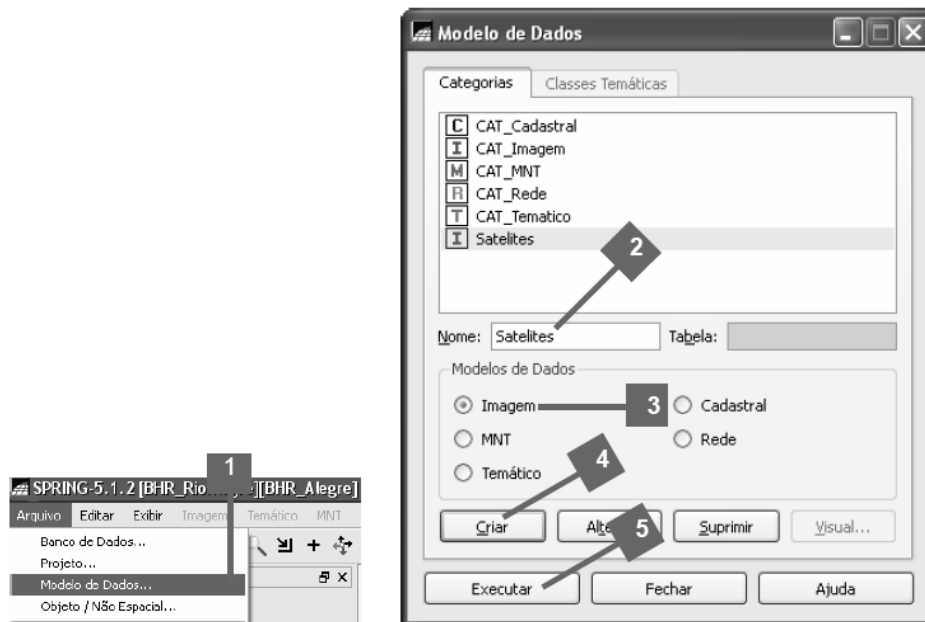 1
SPRING-5.1.2 [BHR_Rio][BHR_Alegre]
Arquivo Editar Exibir Imagem Temático MNT
Banco de Dados...
Projeto...
Modelo de Dados...
Objeto / Não Espacial...
Modelo de Dados
Categorias Classes Temáticas
C CAT_Cadastral
I CAT_Imagem
M CAT_MNT
R CAT_Rede
T CAT_Tematico
I Satelites
2
Nome: Satelites Tabela:
Modelos de Dados
Imagem 3 Cadastral
MNT Rede
4
Temático
Criar 5 Suprimir Visual...
Executar Fechar Ajuda